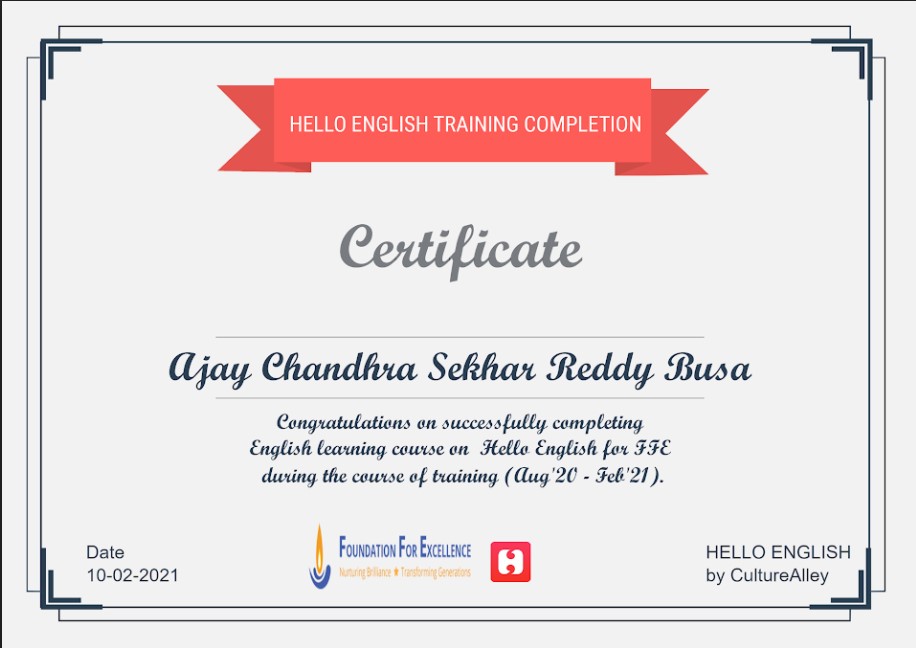 HELLO ENGLISH TRAINING COMPLETION
Certificate
Ajay Chandhra Sekhar Reddy Busa
Congratulations on successfully completing
English learning course on Hello English for FFE
during the course of training (Aug'20 - Feb'21).
Date
10-02-2021
FOUNDATION FOR EXCELLENCE
Nurturing Brilliance ★ Transforming Generations
HELLO ENGLISH
by CultureAlley